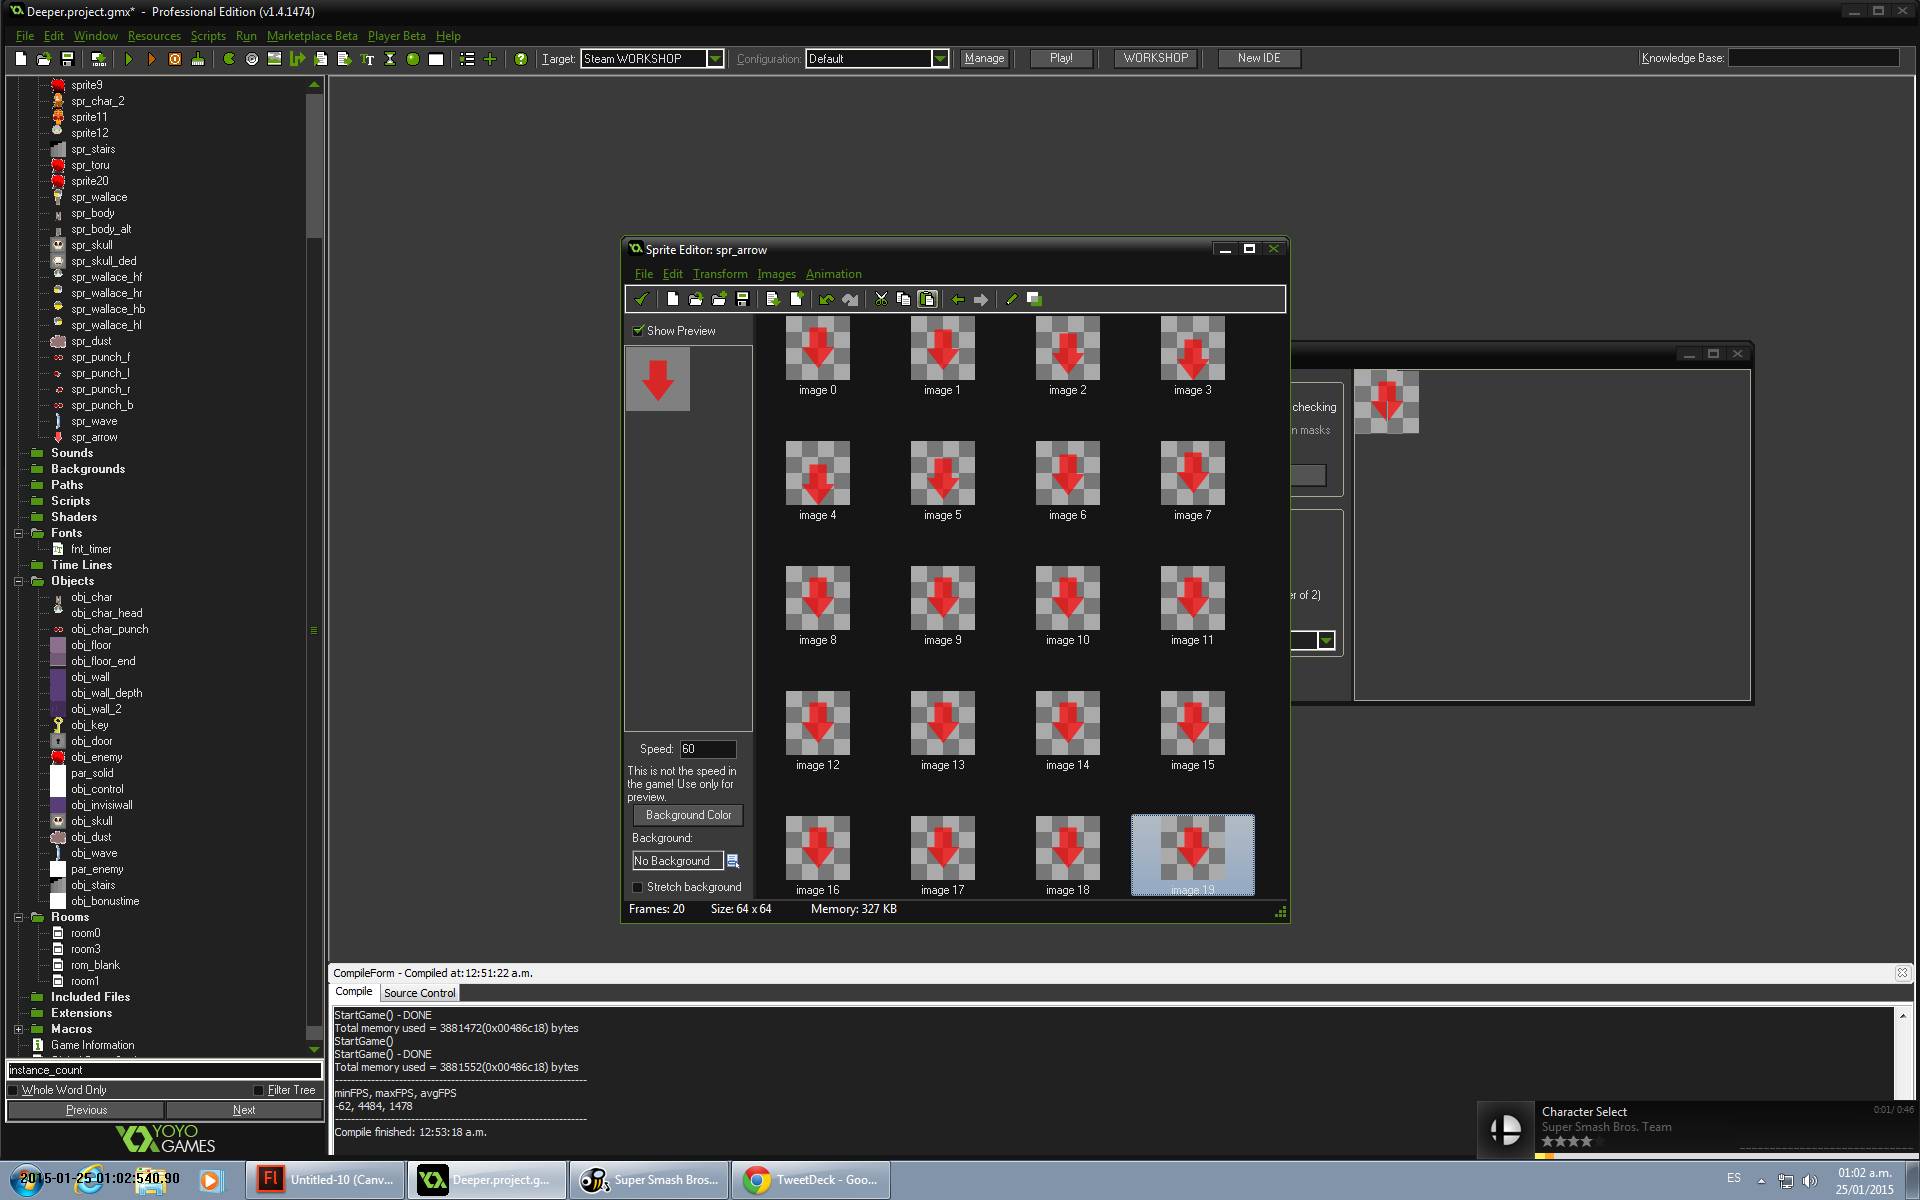 Deeper.project.gmx* - Professional Edition (v1.4.1474)
File Edit Window Resources Scripts Run Marketplace Beta Player Beta Help
Target: Steam WORKSHOP Configuration: Default Manage Play! WORKSHOP New IDE Knowledge Base:
sprite9
spr_char_2
sprite11
sprite12
spr_stairs
spr_toru
sprite20
spr_wallace
spr_body
spr_body_alt
spr_skull
spr_skull_ded
spr_wallace_hf
spr_wallace_hr
spr_wallace_hb
spr_wallace_hl
spr_dust
spr_punch_f
spr_punch_l
spr_punch_r
spr_punch_b
spr_wave
spr_arrow
Sounds
Backgrounds
Paths
Scripts
Shaders
Fonts
fnt_timer
Time Lines
Objects
obj_char
obj_char_head
obj_char_punch
obj_floor
obj_floor_end
obj_wall
obj_wall_depth
obj_wall_2
obj_key
obj_door
obj_enemy
par_solid
obj_control
obj_invisiwall
obj_skull
obj_dust
obj_wave
par_enemy
obj_stairs
obj_bonustime
Rooms
room0
room3
rom_blank
room1
Included Files
Extensions
Macros
Game Information
instance_count
Whole Word Only Filter Tree
Previous Next
YOYO
GAMES
Sprite Editor: spr_arrow
File Edit Transform Images Animation
Show Preview
image 0 image 1 image 2 image 3
image 4 image 5 image 6 image 7
image 8 image 9 image 10 image 11
image 12 image 13 image 14 image 15
image 16 image 17 image 18 image 19
Speed: 60
This is not the speed in
the game! Use only for
preview.
Background Color
Background:
No Background
Stretch background
Frames: 20 Size: 64 x 64 Memory: 327 KB
checking
n masks
er of 2)
CompileForm - Compiled at:12:51:22 a.m.
Compile Source Control
StartGame() - DONE
Total memory used = 3881472(0x00486c18) bytes
StartGame()
StartGame() - DONE
Total memory used = 3881552(0x00486c18) bytes
minFPS, maxFPS, avgFPS
-62, 4484, 1478
Compile finished: 12:53:18 a.m.
Character Select 0:01/ 0:46
Super Smash Bros. Team
2015-01-25 01:02:540.90
Untitled-10 (Canv... Deeper.project.g... Super Smash Bros... TweetDeck - Goo...
ES
01:02 a.m.
25/01/2015